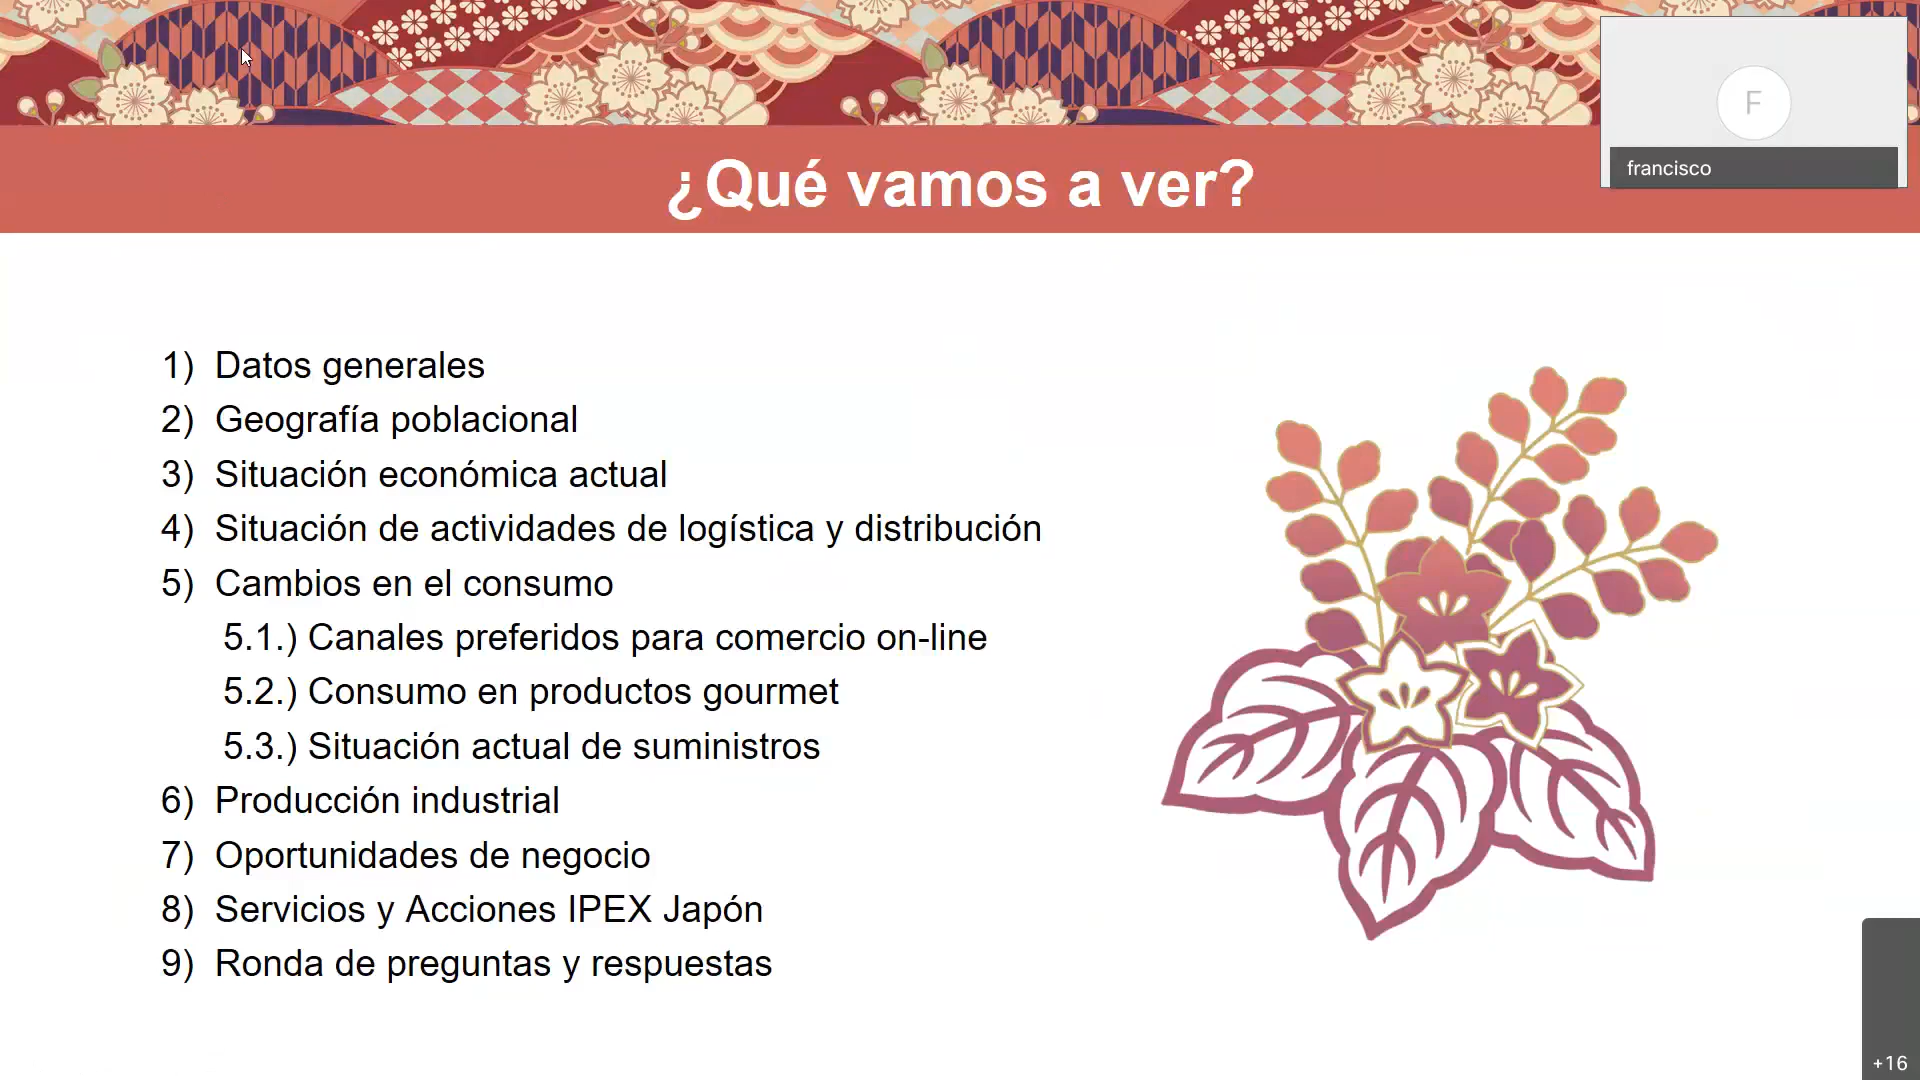 ¿Qué vamos a ver?
F
francisco
1) Datos generales
2) Geografía poblacional
3) Situación económica actual
4) Situación de actividades de logística y distribución
5) Cambios en el consumo
5.1.) Canales preferidos para comercio on-line
5.2.) Consumo en productos gourmet
5.3.) Situación actual de suministros
6) Producción industrial
7) Oportunidades de negocio
8) Servicios y Acciones IPEX Japón
9) Ronda de preguntas y respuestas
+16